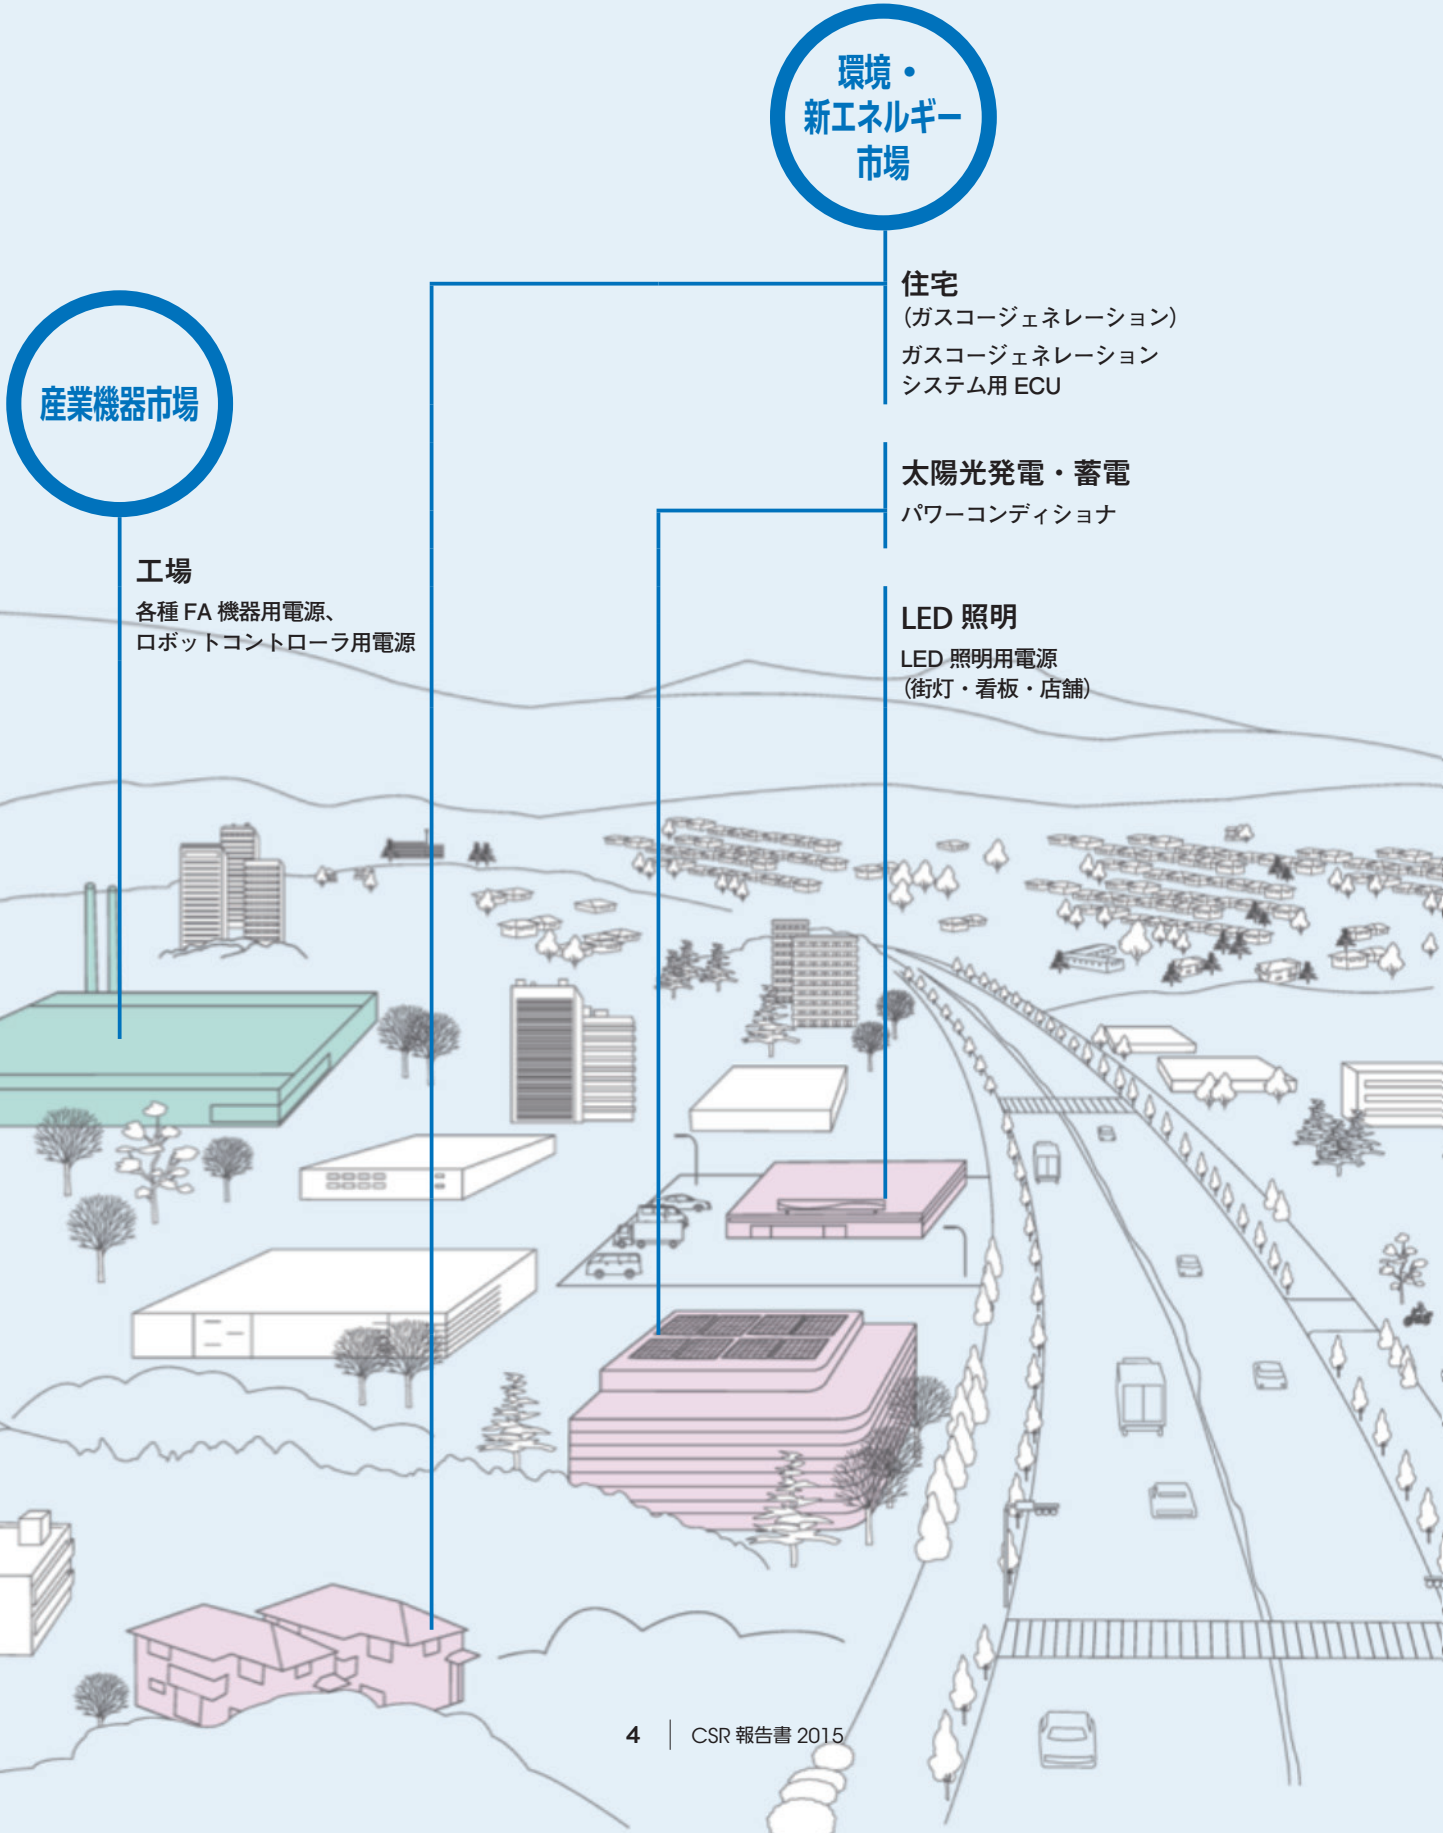 環境・
新エネルギー
市場
住宅
（ガスコージェネレーション）
ガスコージェネレーション
システム用 ECU
太陽光発電・蓄電
パワーコンディショナ
LED 照明
LED 照明用電源
（街灯・看板・店舗）
産業機器市場
工場
各種 FA 機器用電源、
ロボットコントローラ用電源
4 CSR 報告書 2015